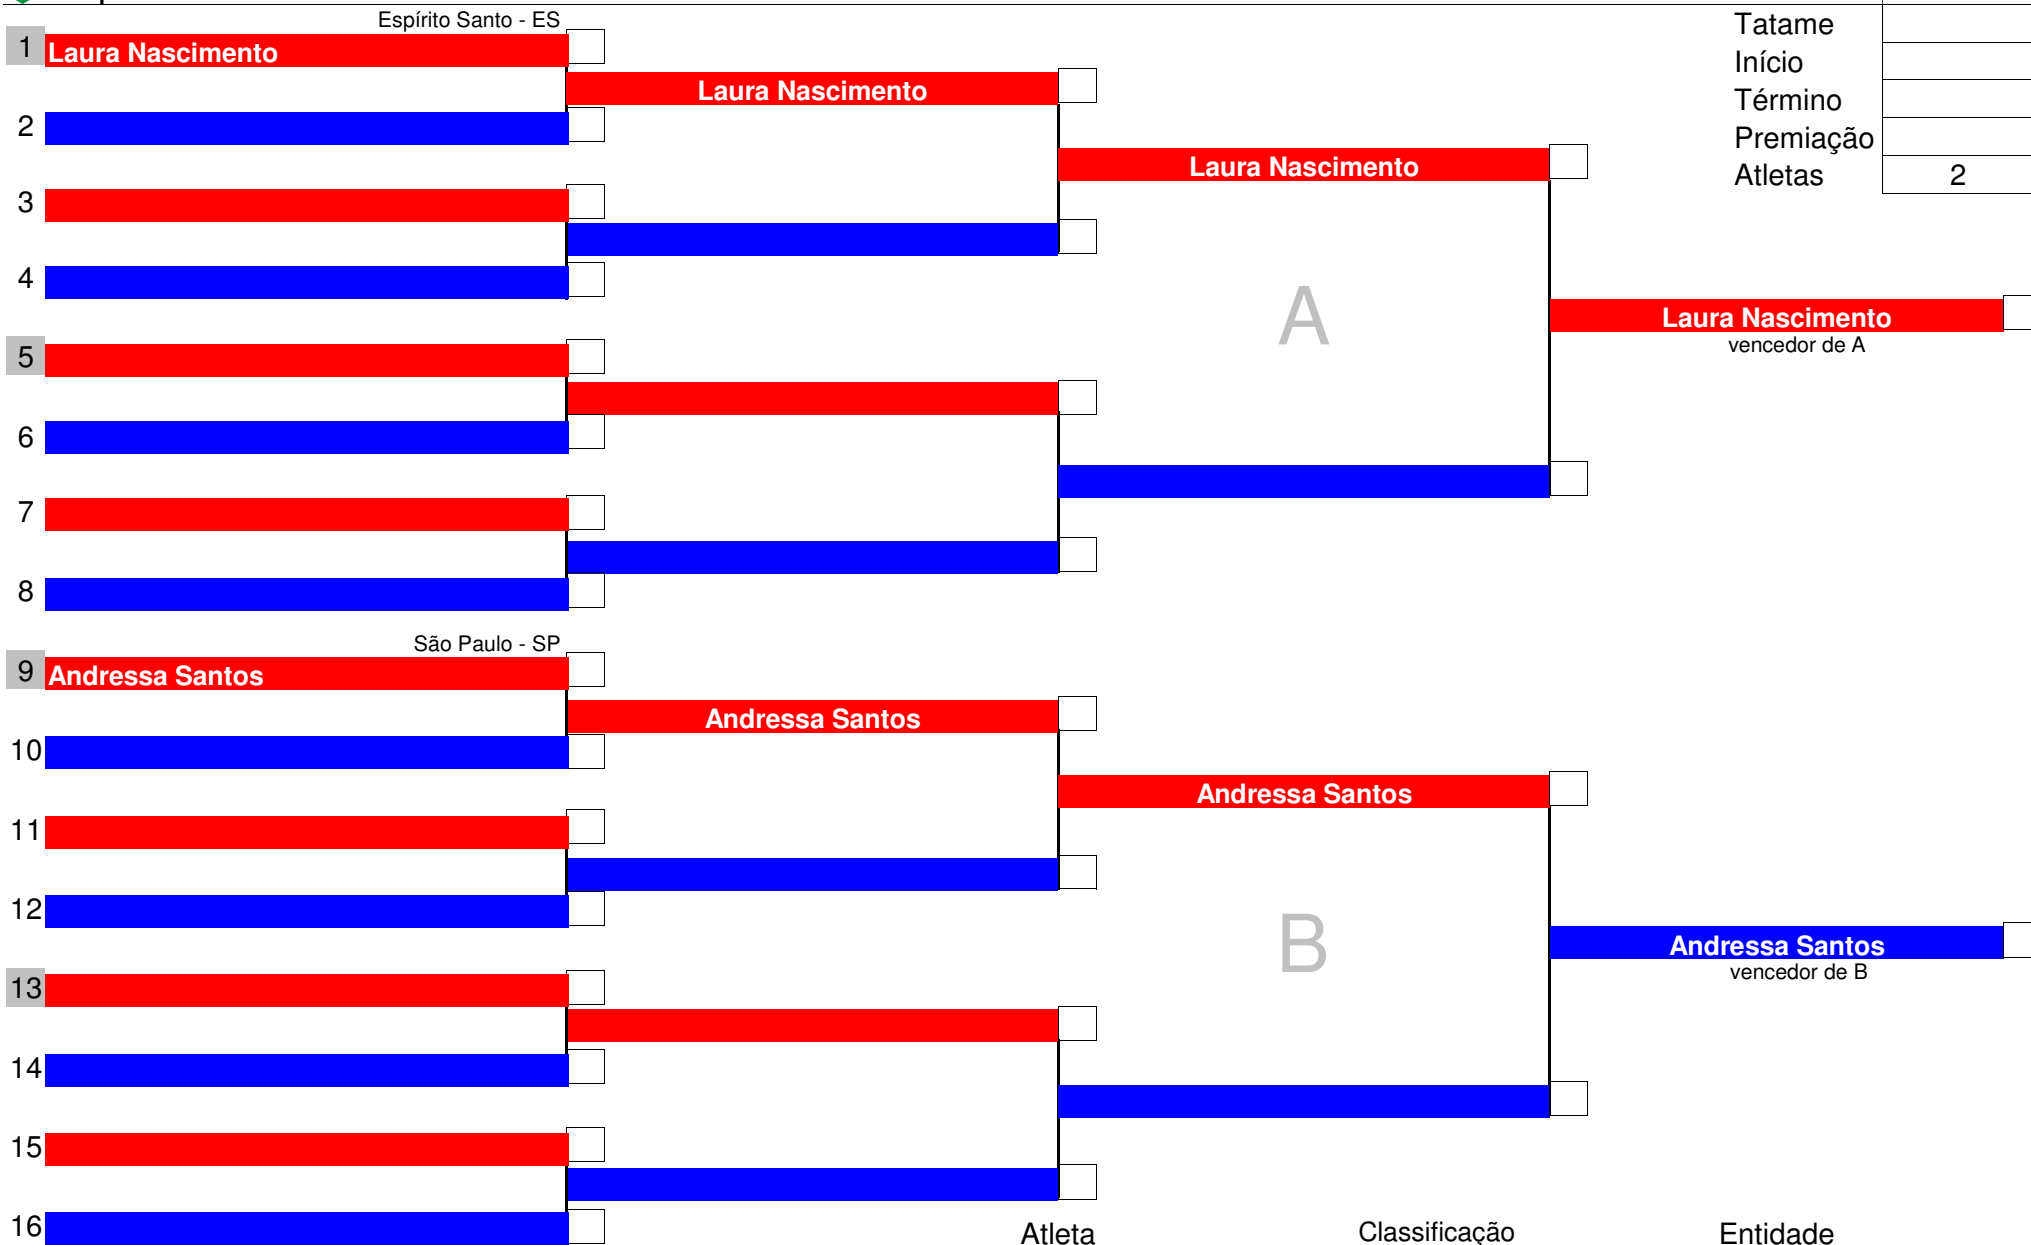 Espírito Santo - ES
1 Laura Nascimento
Laura Nascimento
2
Laura Nascimento
3
4
Laura Nascimento
vencedor de A
A
5
6
7
8
Tatame
Início
Término
Premiação
Atletas 2
São Paulo - SP
9 Andressa Santos
Andressa Santos
10
Andressa Santos
11
12
B
Andressa Santos
vencedor de B
13
14
15
16
Atleta Classificação Entidade